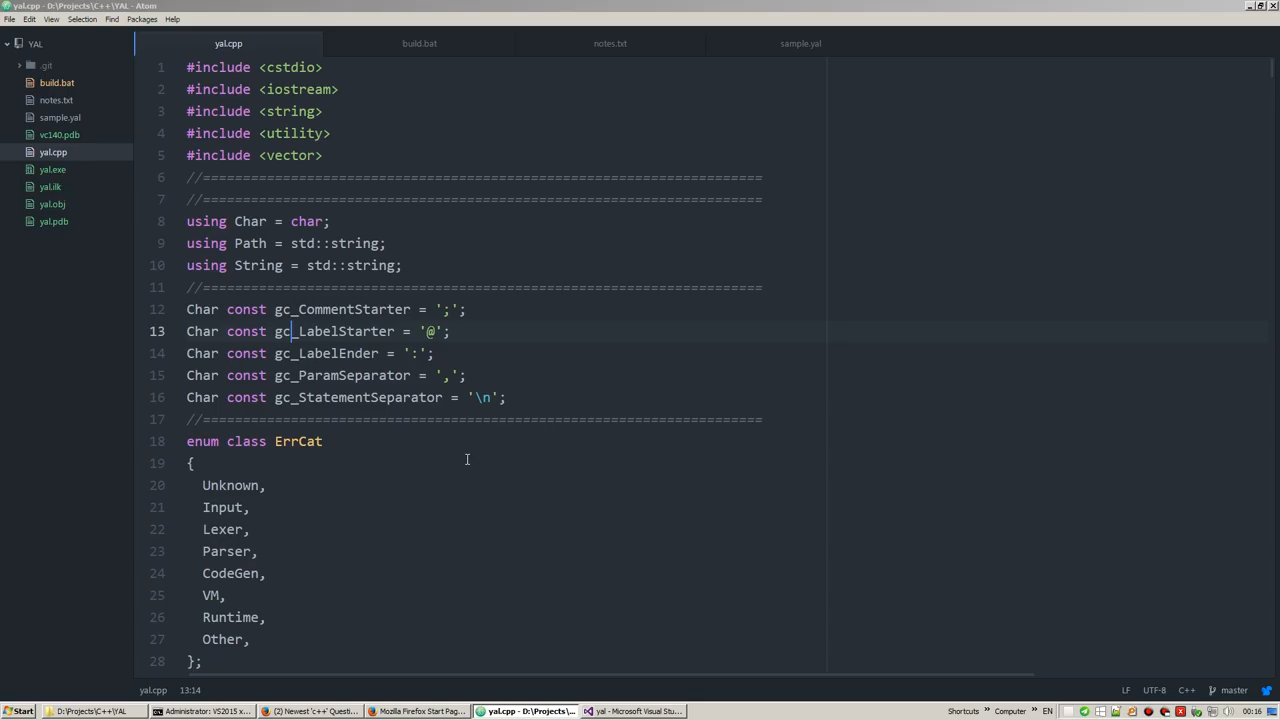 yal.cpp - D:\Projects\C++\YAL - Atom
File Edit View Selection Find Packages Help
YAL
.git
build.bat
notes.txt
sample.yal
vc140.pdb
yal.cpp
yal.exe
yal.ilk
yal.obj
yal.pdb
yal.cpp build.bat notes.txt sample.yal
1 #include <cstdio>
2 #include <iostream>
3 #include <string>
4 #include <utility>
5 #include <vector>
6 //======================================================================
7 //======================================================================
8 using Char = char;
9 using Path = std::string;
10 using String = std::string;
11 //======================================================================
12 Char const gc_CommentStarter = ';';
13 Char const gc_LabelStarter = '@';
14 Char const gc_LabelEnder = ':';
15 Char const gc_ParamSeparator = ',';
16 Char const gc_StatementSeparator = '\n';
17 //======================================================================
18 enum class ErrCat
19 {
20 Unknown,
21 Input,
22 Lexer,
23 Parser,
24 CodeGen,
25 VM,
26 Runtime,
27 Other,
28 };
yal.cpp 13:14 LF UTF-8 C++ master
Start D:\Projects\C++\YAL Administrator: VS2015 x... (2) Newest 'c++' Questi... Mozilla Firefox Start Pag... yal.cpp - D:\Projects\... yal - Microsoft Visual Stu... Shortcuts » Computer » EN 00:16